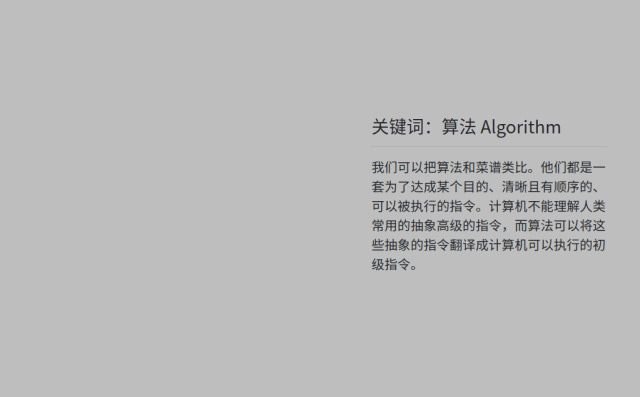 关键词：算法 Algorithm
我们可以把算法和菜谱类比。他们都是一
套为了达成某个目的、清晰且有顺序的、
可以被执行的指令。计算机不能理解人类
常用的抽象高级的指令，而算法可以将这
些抽象的指令翻译成计算机可以执行的初
级指令。